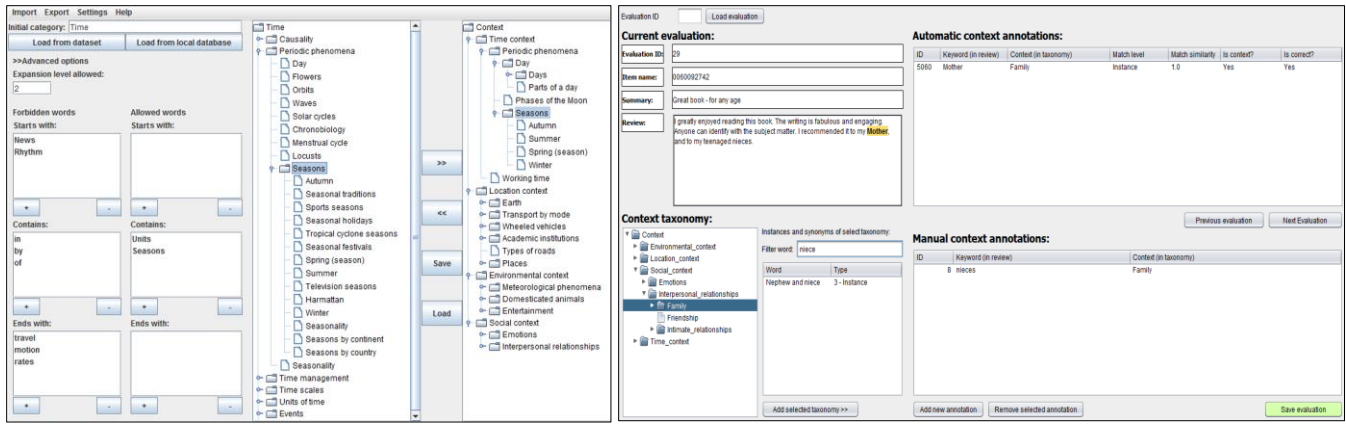 Import Export Settings Help
Initial category: Time
Load from dataset Load from local database
>>Advanced options
Expansion level allowed:
2
Forbidden words Allowed words
Starts with: Starts with:
News
Rhythm
+ - + -
Contains: Contains:
in Units
by Seasons
of
+ - + -
Ends with: Ends with:
travel
motion
rates
+ - + -
Time
Causality
Periodic phenomena
Day
Flowers
Orbits
Waves
Solar cycles
Chronobiology
Menstrual cycle
Locusts
Seasons
Autumn
Seasonal traditions
Sports seasons
Seasonal holidays
Tropical cyclone seasons
Seasonal festivals
Spring (season)
Summer
Television seasons
Harmattan
Winter
Seasonality
Seasons by continent
Seasons by country
Seasonality
Time management
Time scales
Units of time
Events
>>
<<
Save
Load
Context
Time context
Periodic phenomena
Day
Days
Parts of a day
Phases of the Moon
Seasons
Autumn
Summer
Spring (season)
Winter
Working time
Location context
Earth
Transport by mode
Wheeled vehicles
Academic institutions
Types of roads
Places
Environmental context
Meteorological phenomena
Domesticated animals
Entertainment
Social context
Emotions
Interpersonal relationships
Evaluation ID Load evaluation
Current evaluation:
Evaluation ID: 29
Item name: 0060092742
Summary: Great book - for any age
Review: I greatly enjoyed reading this book. The writing is fabulous and engaging.
Anyone can identify with the subject matter. I recommended it to my Mother,
and to my teenaged nieces.
Automatic context annotations:
ID Keyword (in review) Context (in taxonomy) Match level Match similarity Is context? Is correct?
5060 Mother Family Instance 1.0 Yes Yes
Previous evaluation Next Evaluation
Context taxonomy:
Context
Environmental_context
Location_context
Social_context
Emotions
Interpersonal_relationships
Family
Friendship
Intimate_relationships
Time_context
Instances and synonyms of select taxonomy:
Filter word: niece
Word Type
Nephew and niece 3 - Instance
Add selected taxonomy >>
Manual context annotations:
ID Keyword (in review) Context (in taxonomy)
8 nieces Family
Add new annotation Remove selected annotation Save evaluation